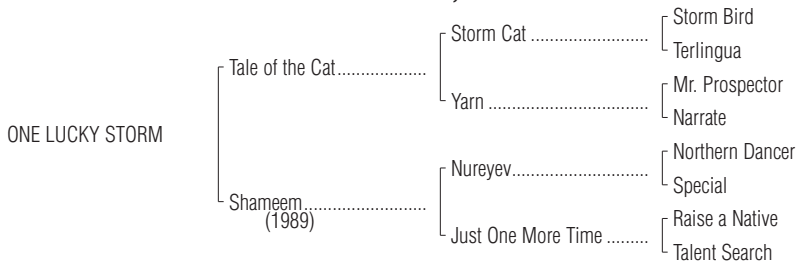 Storm Bird
Storm Cat ......................
Terlingua
Tale of the Cat....................
Mr. Prospector
Yarn ..............................
Narrate
ONE LUCKY STORM
Northern Dancer
Nureyev.........................
Special
Shameem..........................
(1989)
Raise a Native
Just One More Time .........
Talent Search